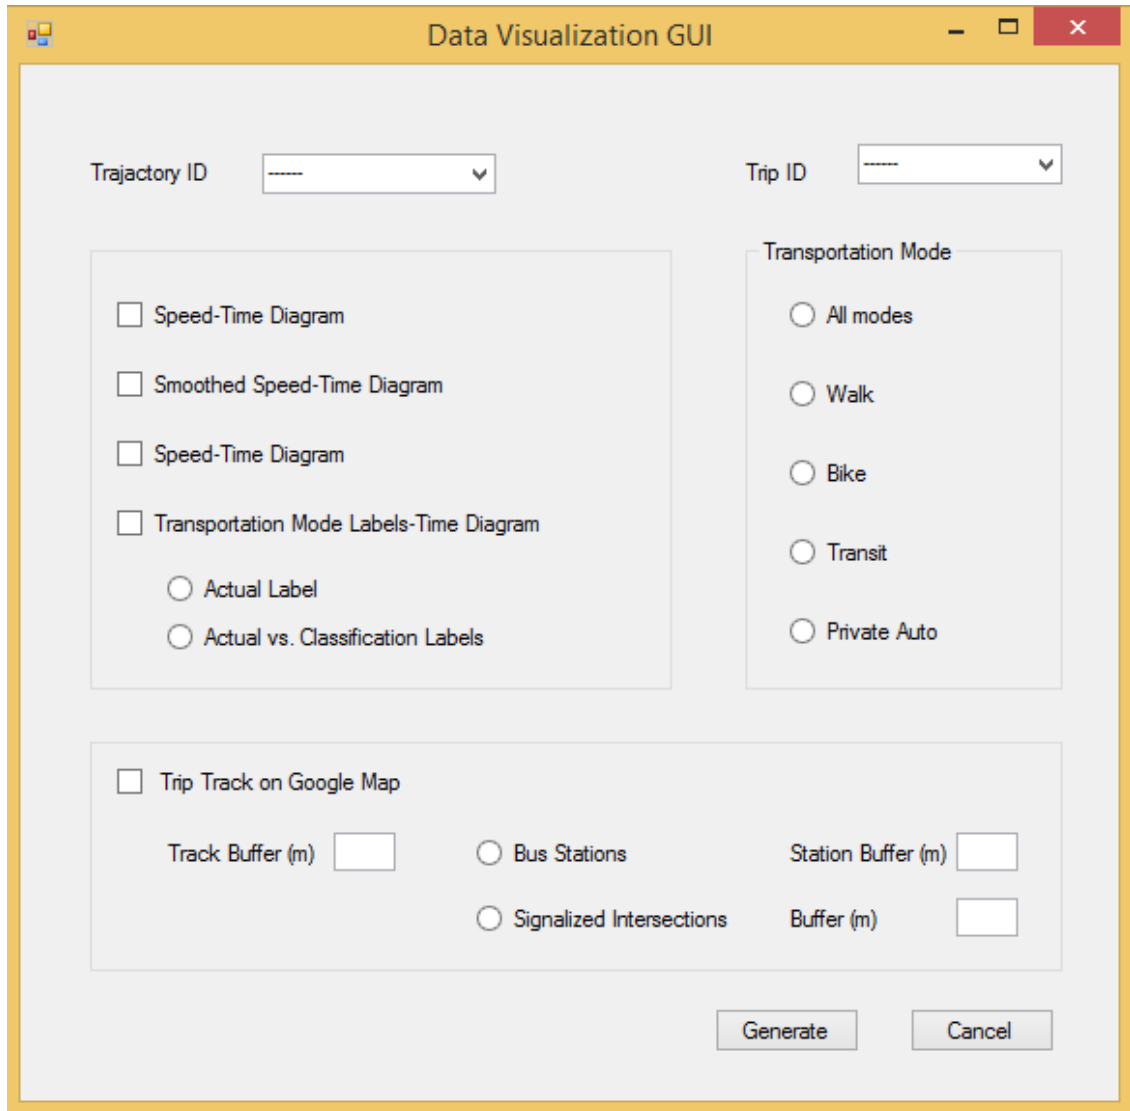 Data Visualization GUI
Trajactory ID
------
Trip ID
------
Speed-Time Diagram
Smoothed Speed-Time Diagram
Speed-Time Diagram
Transportation Mode Labels-Time Diagram
Actual Label
Actual vs. Classification Labels
Transportation Mode
All modes
Walk
Bike
Transit
Private Auto
Trip Track on Google Map
Track Buffer (m)
Bus Stations
Station Buffer (m)
Signalized Intersections
Buffer (m)
Generate
Cancel